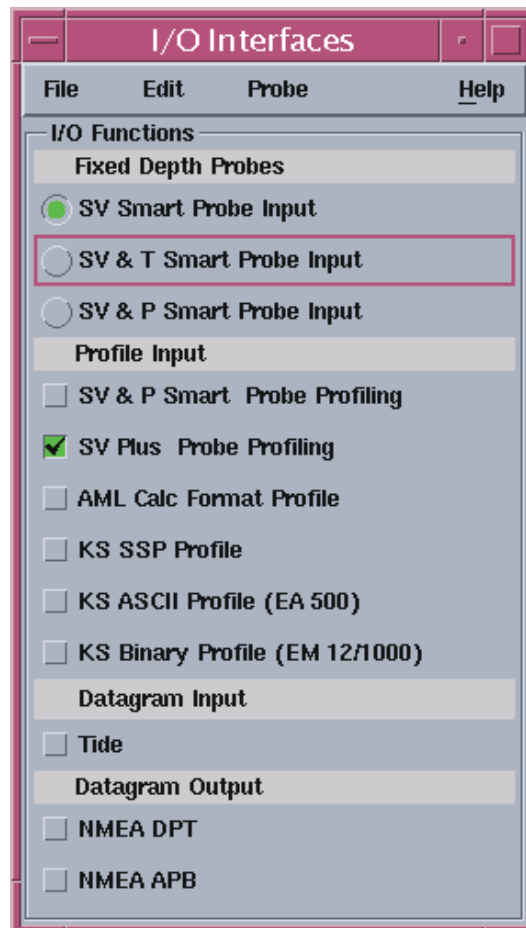 I/O Interfaces
File Edit Probe Help
I/O Functions
Fixed Depth Probes
SV Smart Probe Input
SV & T Smart Probe Input
SV & P Smart Probe Input
Profile Input
SV & P Smart Probe Profiling
SV Plus Probe Profiling
AML Calc Format Profile
KS SSP Profile
KS ASCII Profile (EA 500)
KS Binary Profile (EM 12/1000)
Datagram Input
Tide
Datagram Output
NMEA DPT
NMEA APB